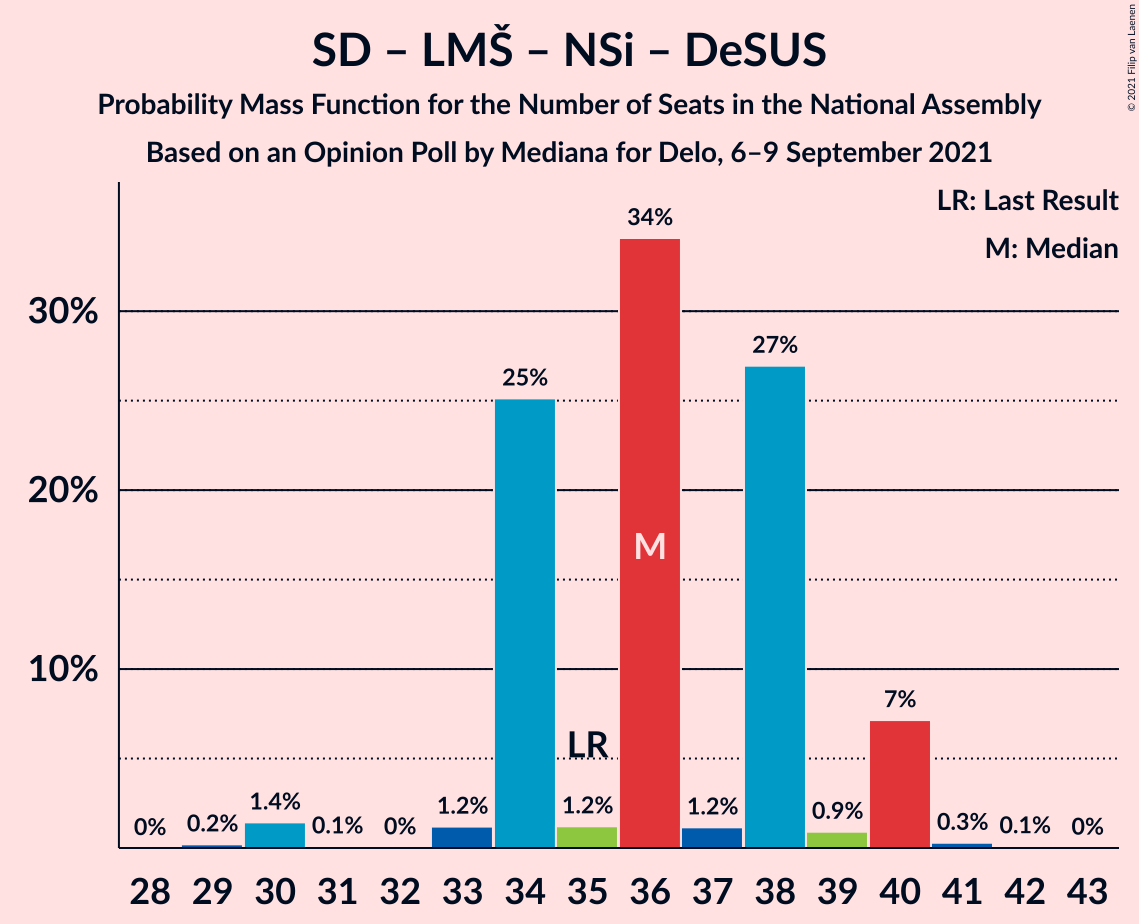 SD – LMŠ – NSi – DeSUS
Probability Mass Function for the Number of Seats in the National Assembly
Based on an Opinion Poll by Mediana for Delo, 6–9 September 2021
© 2021 Filip van Laenen
LR: Last Result
M: Median
30%
20%
10%
0%
0.2%
1.4%
0.1%
0%
1.2%
25%
1.2%
34%
1.2%
27%
0.9%
7%
0.3%
0.1%
0%
LR
M
28 29 30 31 32 33 34 35 36 37 38 39 40 41 42 43